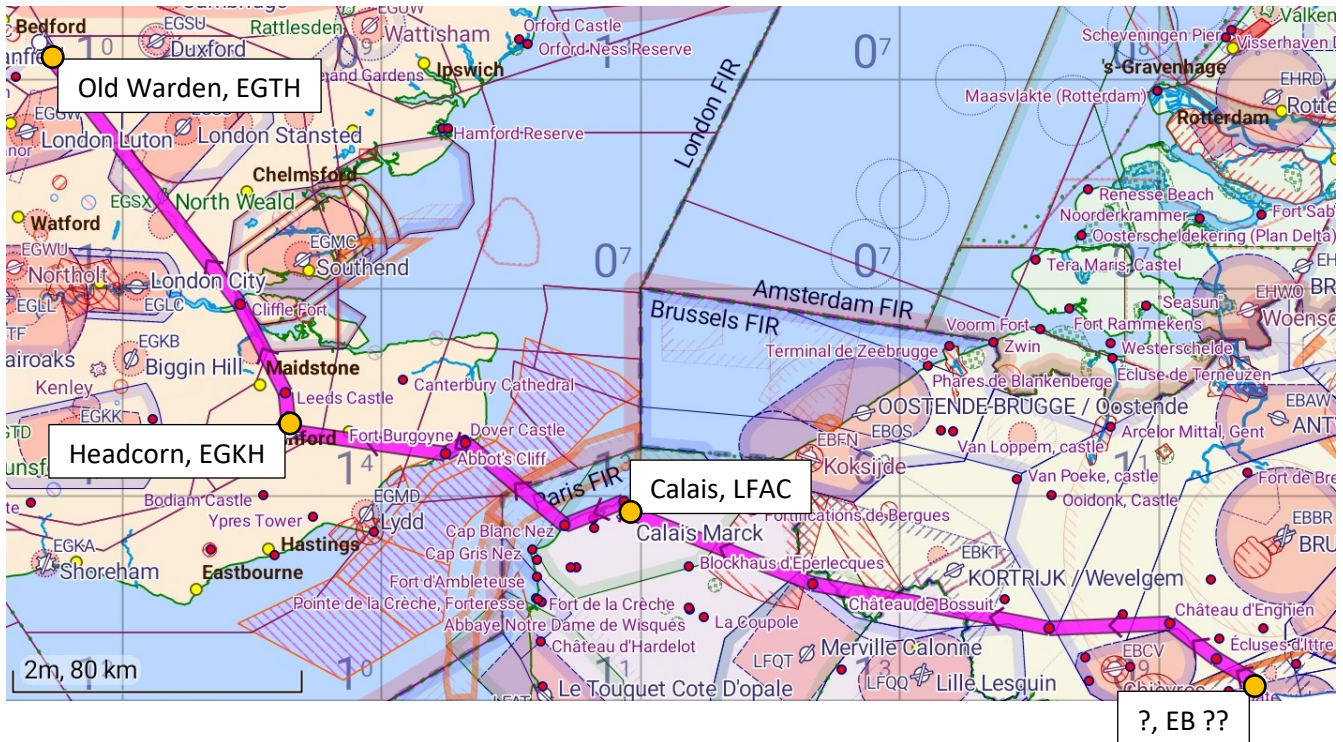 Bedford
EGSU
Duxford
Rattlesden
EGUW
Wattisham
Orford Castle
Orford Ness Reserve
Ipswich
and Gardens
Old Warden, EGTH
London Luton
London Stansted
Hamford Reserve
Chelmsford
EGSX
North Weald
Watford
EGWU
Northolt
EGMC
Southend
London City
EGLL
EGLC
Cliffe Fort
EGKB
Biggin Hill
Maidstone
Kenley
EGKK
Leeds Castle
Canterbury Cathedral
Headcorn, EGKH
Fort Burgoyne
Dover Castle
Abbot's Cliff
Bodiam Castle
Ypres Tower
EGMD
Lydd
Hastings
EGKA
Shoreham
Eastbourne
London FIR
07
07
07
07
Amsterdam FIR
Brussels FIR
Paris FIR
Scheveningen Pier
Visserhaven
's-Gravenhage
EHRD
Maasvlakte (Rotterdam)
Rotterdam
Renesse Beach
Noorderkrammer
Oosterscheldekering (Plan Delta)
Tera Maris, Castel
"Seasun"
EHWO
Voorm Fort
Fort Rammekens
Zwin
Westerschelde
Terminal de Zeebrugge
Écluse de Terneuzen
Phares de Blankenberge
OOSTENDE-BRUGGE / Oostende
EBAW
EBFN
EBOS
Arcelor Mittal, Gent
Van Loppem, castle
Koksijde
Van Poeke, castle
Ooidonk, Castle
Calais, LFAC
Fortifications de Bergues
EBBR
Cap Blanc Nez
Calais Marck
Cap Gris Nez
Blockhaus d'Éperlecques
EBKT
KORTRIJK / Wevelgem
Fort d'Ambleteuse
Pointe de la Crèche, Forteresse
Fort de la Crèche
Château de Bossuit
Château d'Enghien
Abbaye Notre Dame de Wisques
La Coupole
Château d'Hardelot
Écluses d'Ittre
LFQT
Merville Calonne
EBCV
LFQQ
Lille Lesquin
Le Touquet Cote D'opale
2m, 80 km
?, EB ??